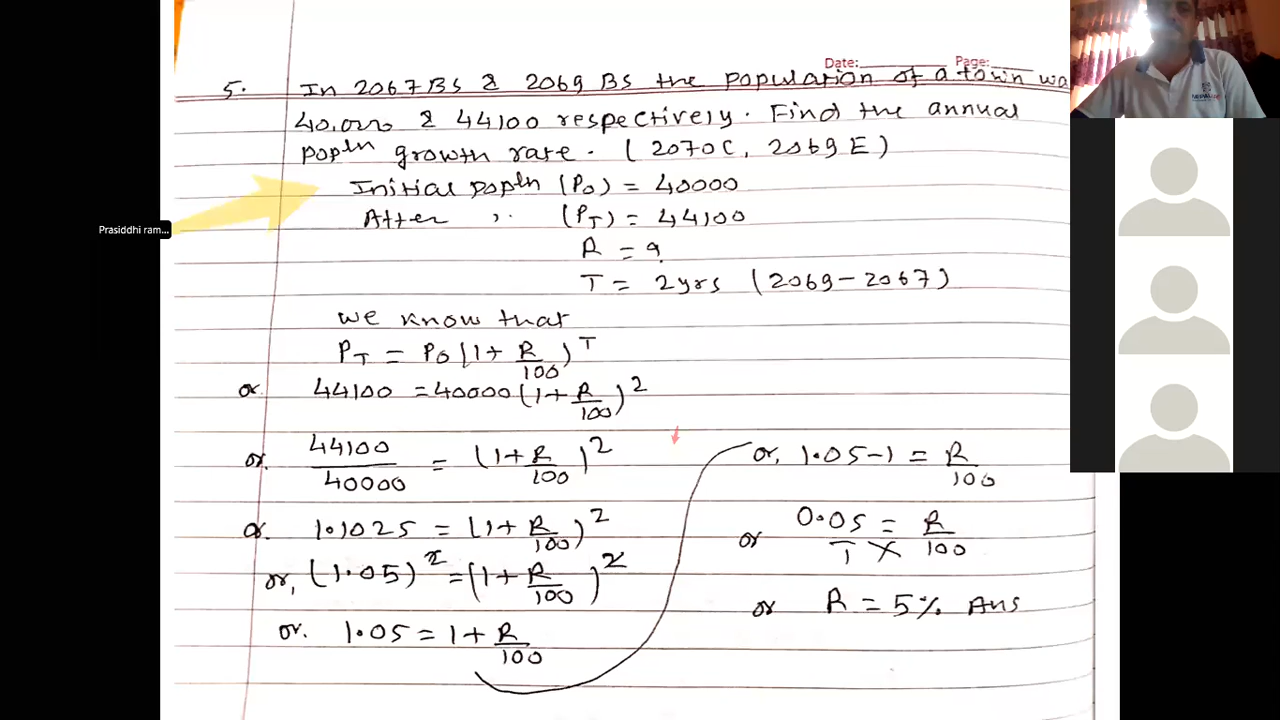 Date: Page:
5. In 2067 BS & 2069 BS the population of a town wa
40,000 & 44100 respectively. Find the annual
popln growth rate. (2070 C, 2069 E)
Initial popln (P0) = 40000
After ,, (PT) = 44100
Prasiddhi ram...
R = ?
T = 2yrs (2069 - 2067)
we know that
PT = P0 (1 + R/100)^T
or. 44100 = 40000 (1 + R/100)^2
or. 44100/40000 = (1 + R/100)^2
or. 1.1025 = (1 + R/100)^2
or, (1.05)^2 = (1 + R/100)^2
or. 1.05 = 1 + R/100
or, 1.05 - 1 = R/100
or 0.05/1 = R/100
or R = 5% Ans